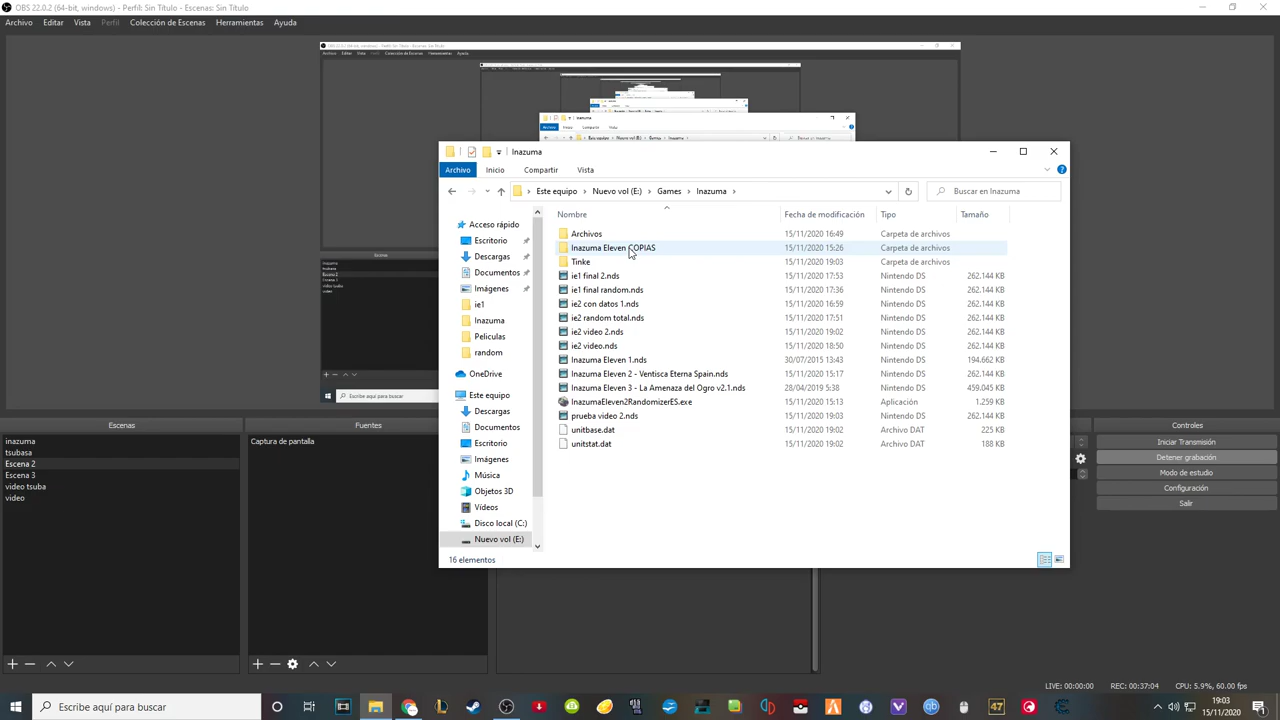 OBS 22.0.2 (64-bit, windows) - Perfil: Sin Título - Escenas: Sin Título
Archivo Editar Vista Perfil Colección de Escenas Herramientas Ayuda
Inazuma
Archivo Inicio Compartir Vista
Este equipo Nuevo vol (E:) Games Inazuma
Buscar en Inazuma
Nombre Fecha de modificación Tipo Tamaño
Acceso rápido
Escritorio
Descargas
Documentos
Imágenes
ie1
Inazuma
Peliculas
random
OneDrive
Este equipo
Descargas
Documentos
Escritorio
Imágenes
Música
Objetos 3D
Vídeos
Disco local (C:)
Nuevo vol (E:)
Archivos 15/11/2020 16:49 Carpeta de archivos
Inazuma Eleven COPIAS 15/11/2020 15:26 Carpeta de archivos
Tinke 15/11/2020 19:03 Carpeta de archivos
ie1 final 2.nds 15/11/2020 17:53 Nintendo DS 262.144 KB
ie1 final random.nds 15/11/2020 17:36 Nintendo DS 262.144 KB
ie2 con datos 1.nds 15/11/2020 16:59 Nintendo DS 262.144 KB
ie2 random total.nds 15/11/2020 17:51 Nintendo DS 262.144 KB
ie2 video 2.nds 15/11/2020 19:02 Nintendo DS 262.144 KB
ie2 video.nds 15/11/2020 18:50 Nintendo DS 262.144 KB
Inazuma Eleven 1.nds 30/07/2015 13:43 Nintendo DS 194.662 KB
Inazuma Eleven 2 - Ventisca Eterna Spain.nds 15/11/2020 15:17 Nintendo DS 262.144 KB
Inazuma Eleven 3 - La Amenaza del Ogro v2.1.nds 28/04/2019 5:38 Nintendo DS 459.045 KB
InazumaEleven2RandomizerES.exe 15/11/2020 15:13 Aplicación 1.259 KB
prueba video 2.nds 15/11/2020 19:03 Nintendo DS 262.144 KB
unitbase.dat 15/11/2020 19:02 Archivo DAT 225 KB
unitstat.dat 15/11/2020 19:02 Archivo DAT 188 KB
16 elementos
Escenas
inazuma
tsubasa
Escena 2
Escena 3
video tsuba
video
Fuentes
Captura de pantalla
Controles
Iniciar Transmisión
Detener grabación
Modo de estudio
Configuración
Salir
LIVE: 00:00:00 REC: 00:37:04 CPU: 5.9%, 60.00 fps
Escribe aquí para buscar
47
19:03
15/11/2020
1